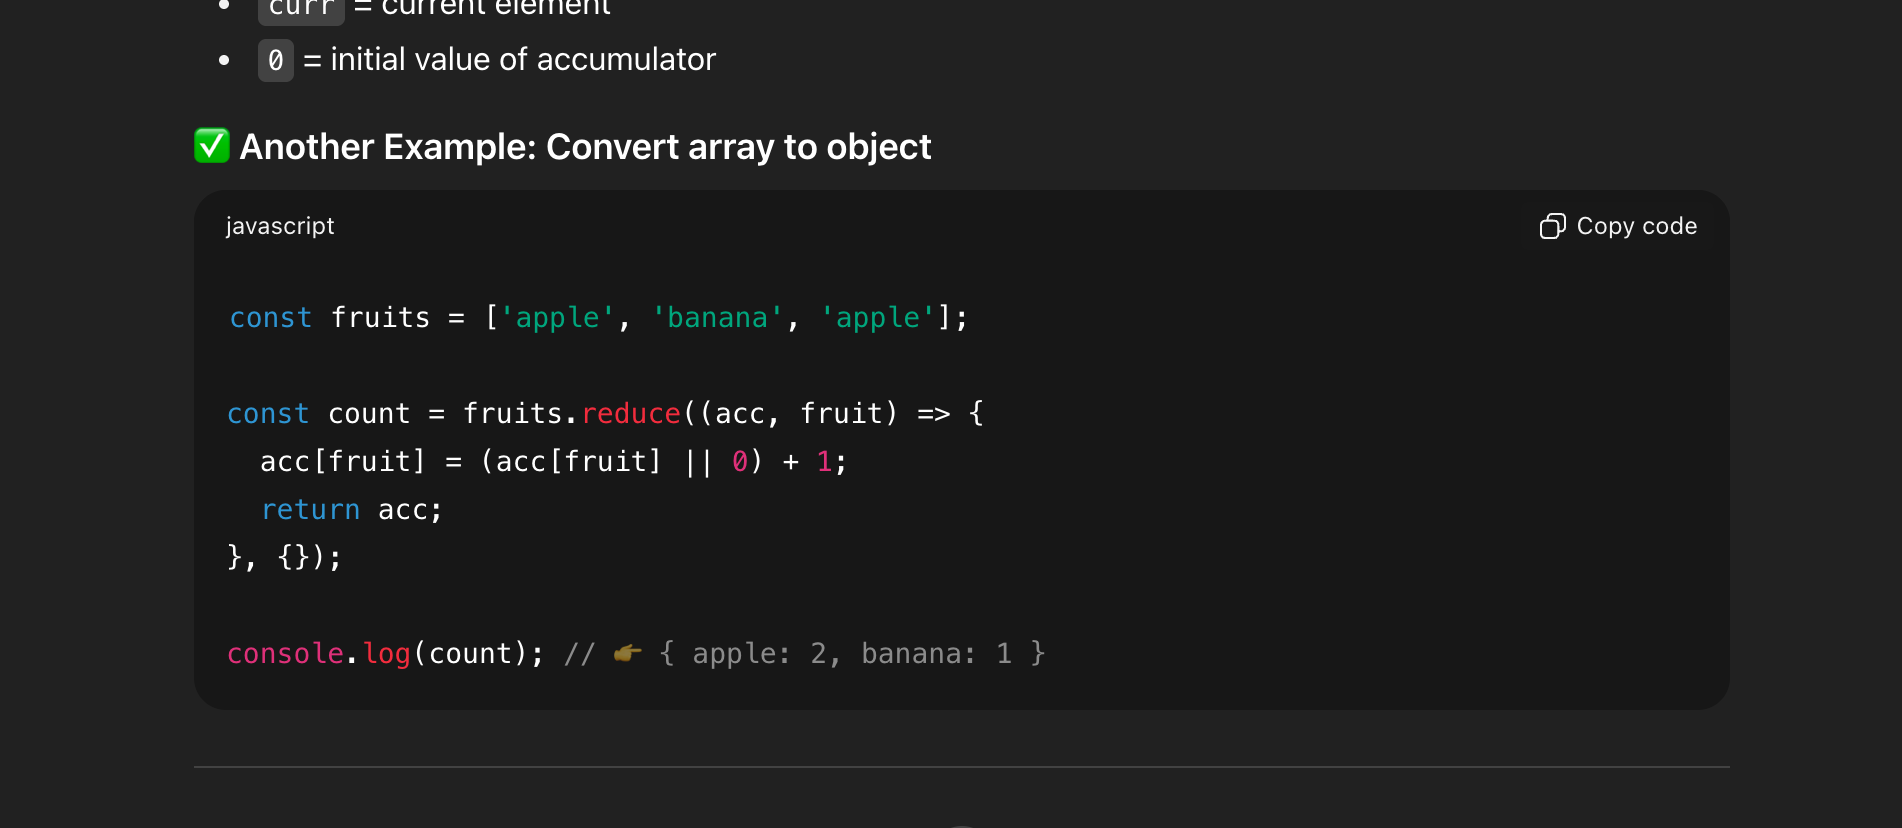 curr = current element
0 = initial value of accumulator
✅ Another Example: Convert array to object
javascript
Copy code
const fruits = ['apple', 'banana', 'apple'];
const count = fruits.reduce((acc, fruit) => {
  acc[fruit] = (acc[fruit] || 0) + 1;
  return acc;
}, {});
console.log(count); // 👉 { apple: 2, banana: 1 }